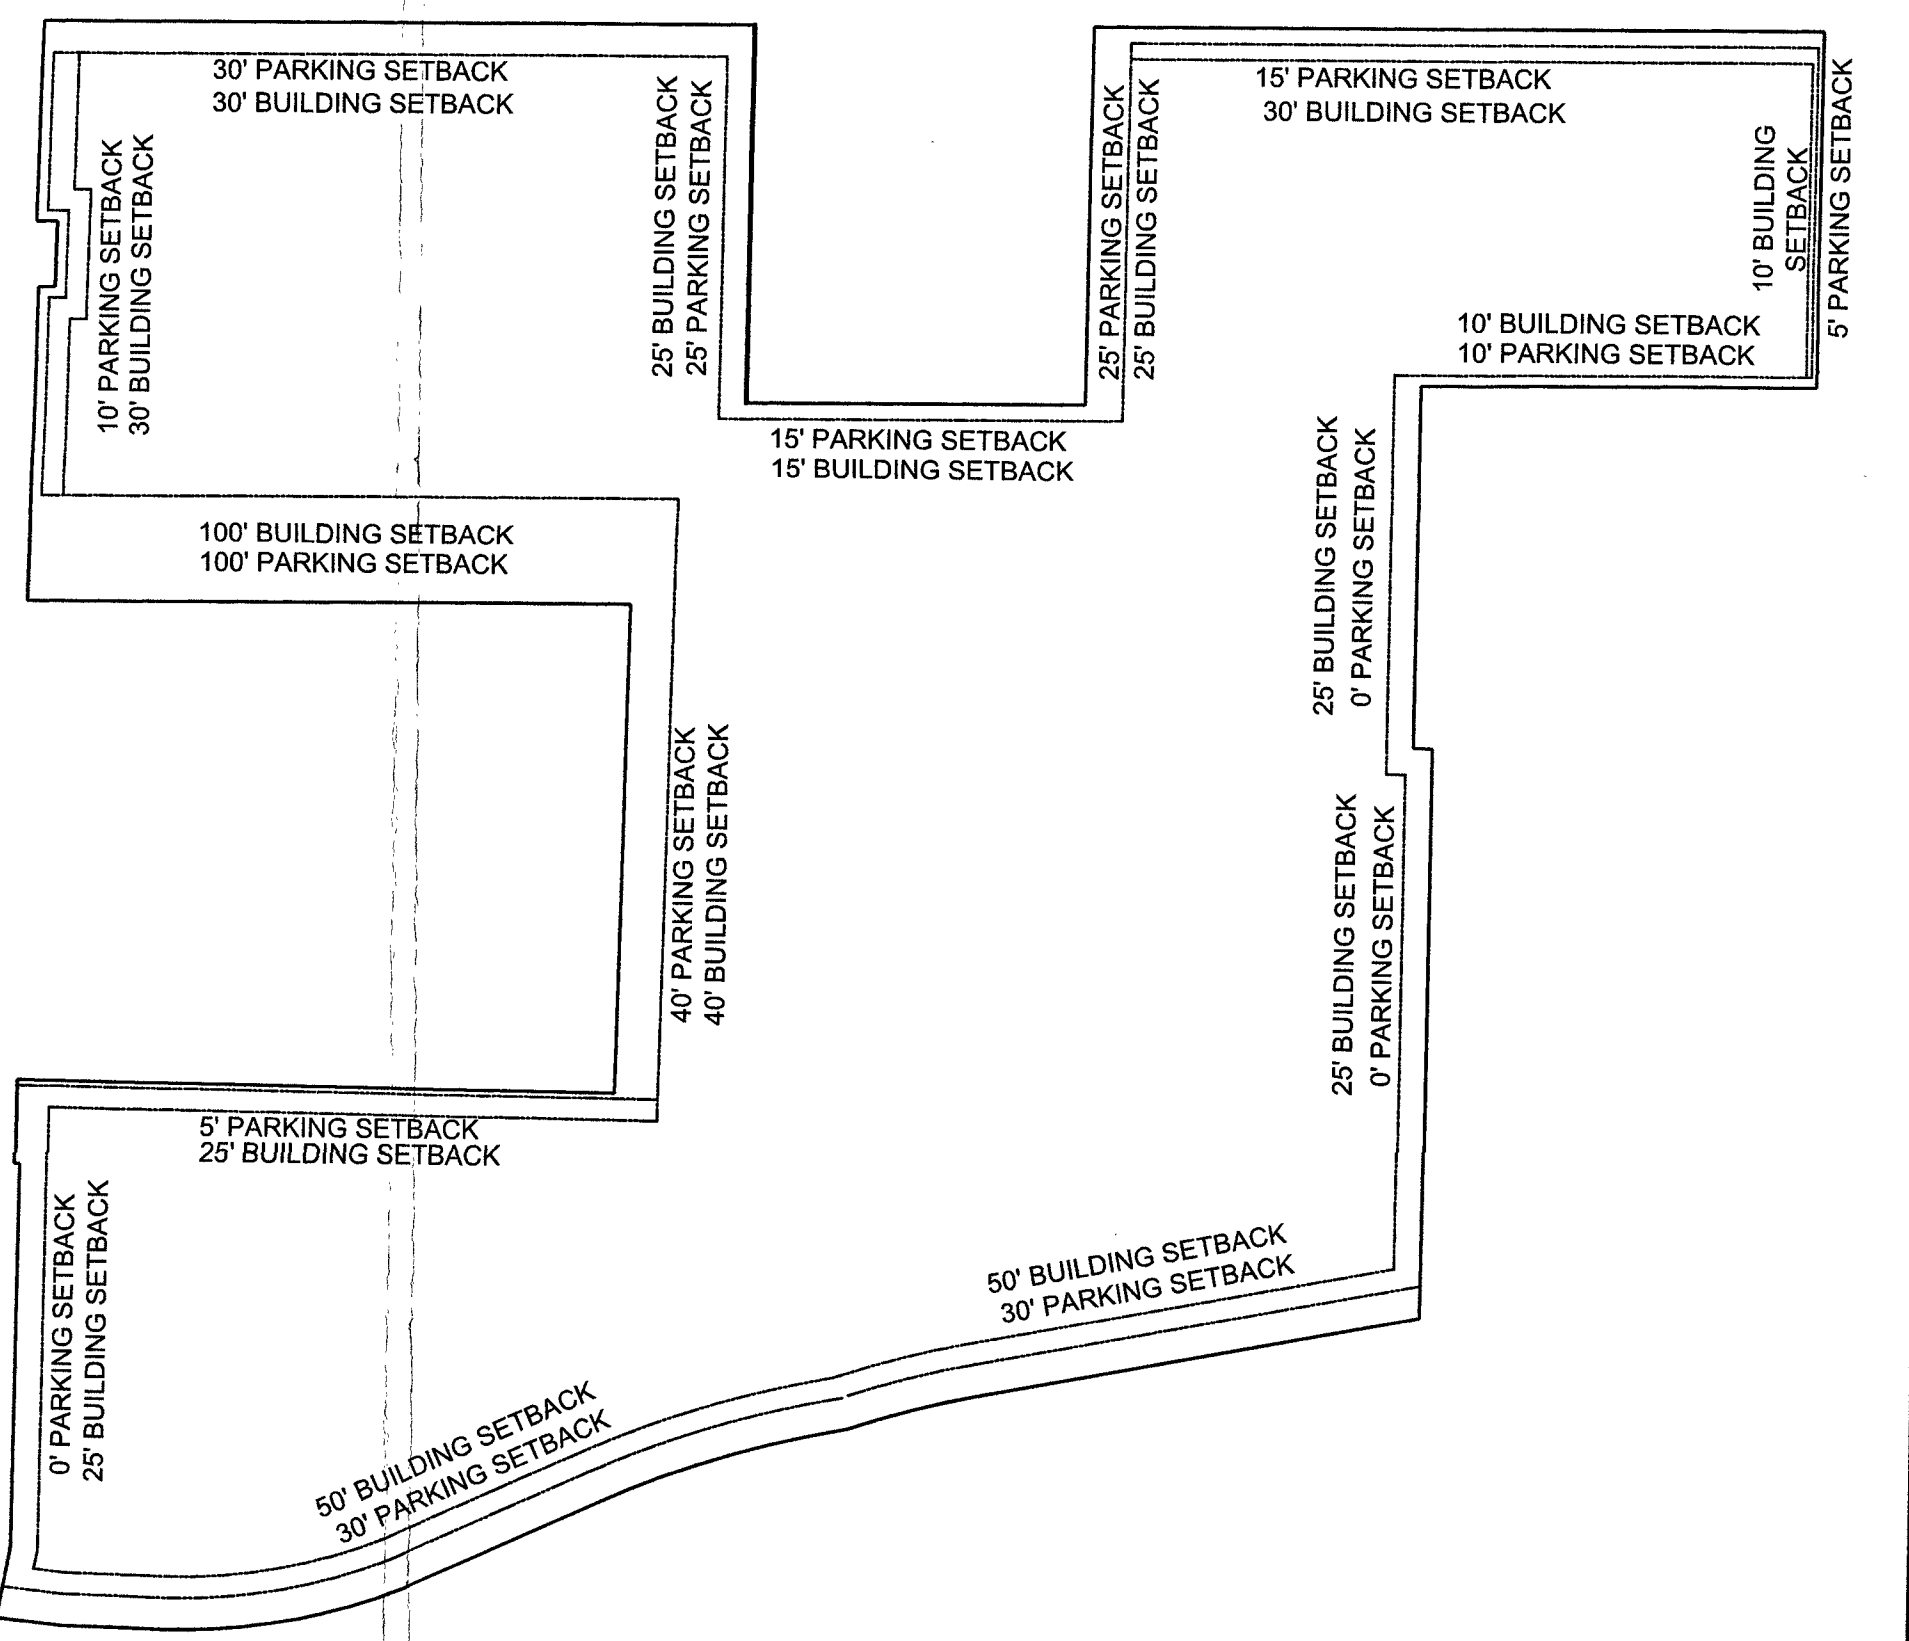 30' PARKING SETBACK
30' BUILDING SETBACK
25' BUILDING SETBACK
25' PARKING SETBACK
25' PARKING SETBACK
25' BUILDING SETBACK
15' PARKING SETBACK
30' BUILDING SETBACK
10' BUILDING
SETBACK
5' PARKING SETBACK
10' PARKING SETBACK
30' BUILDING SETBACK
10' BUILDING SETBACK
10' PARKING SETBACK
15' PARKING SETBACK
15' BUILDING SETBACK
25' BUILDING SETBACK
0' PARKING SETBACK
100' BUILDING SETBACK
100' PARKING SETBACK
40' PARKING SETBACK
40' BUILDING SETBACK
25' BUILDING SETBACK
0' PARKING SETBACK
5' PARKING SETBACK
25' BUILDING SETBACK
0' PARKING SETBACK
25' BUILDING SETBACK
50' BUILDING SETBACK
30' PARKING SETBACK
50' BUILDING SETBACK
30' PARKING SETBACK